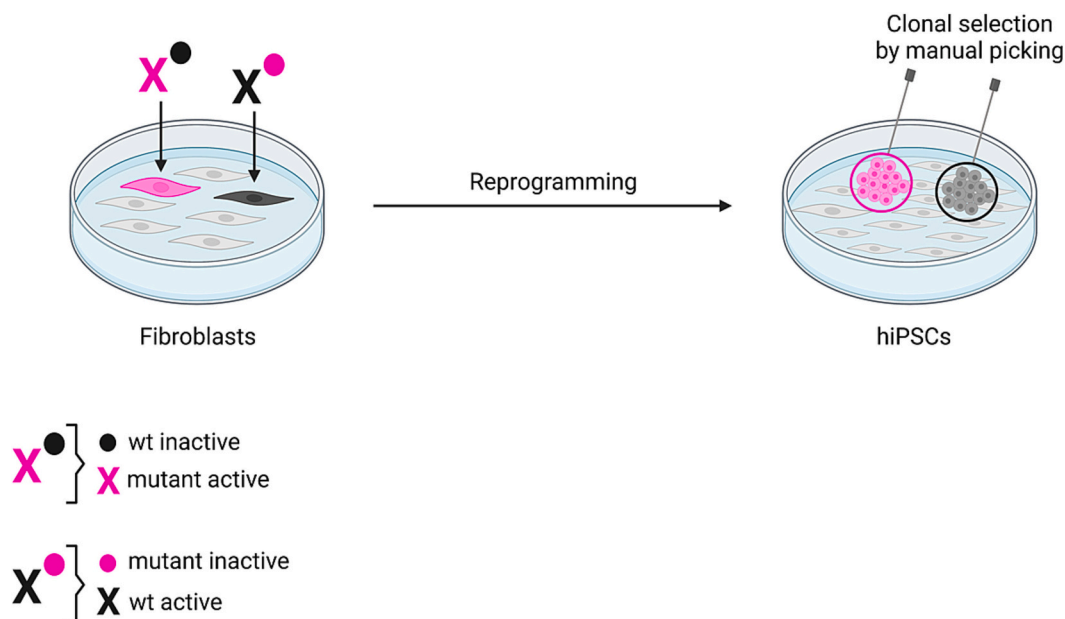 Clonal selection
by manual picking
X
X
Reprogramming
Fibroblasts
hiPSCs
X
wt inactive
X mutant active
X
mutant inactive
X wt active